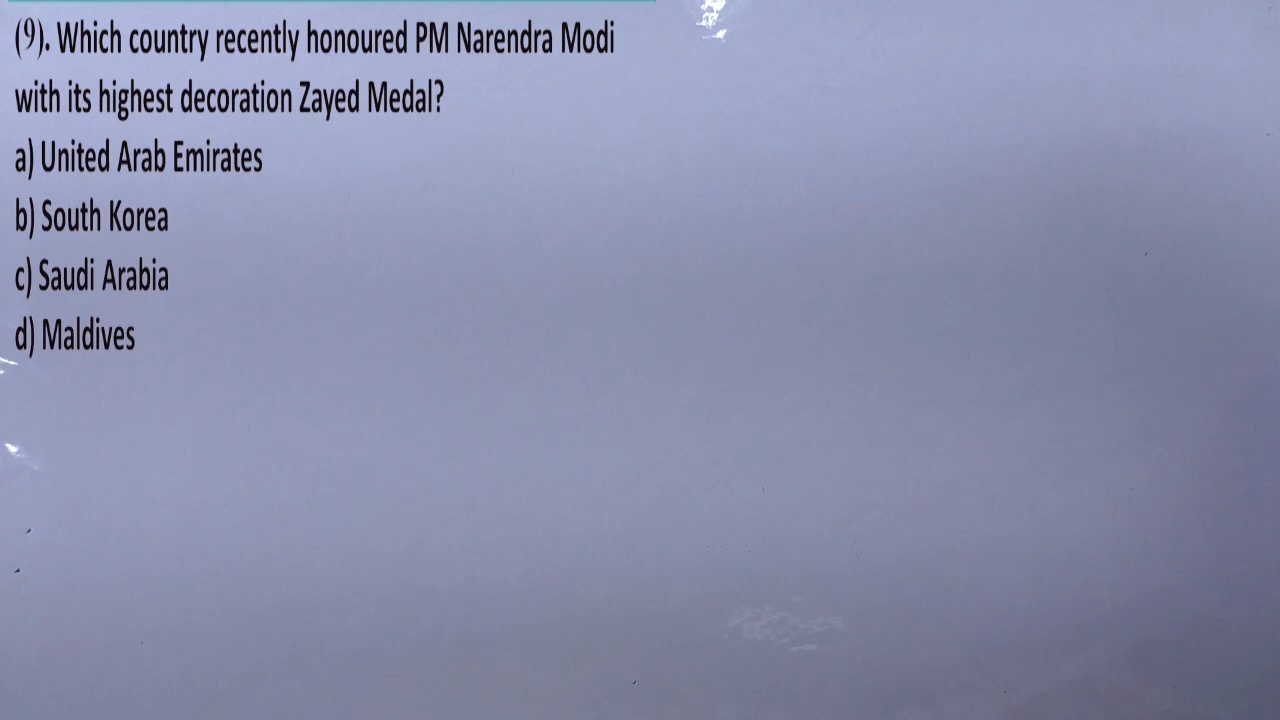 (9). Which country recently honoured PM Narendra Modi
with its highest decoration Zayed Medal?
a) United Arab Emirates
b) South Korea
c) Saudi Arabia
d) Maldives